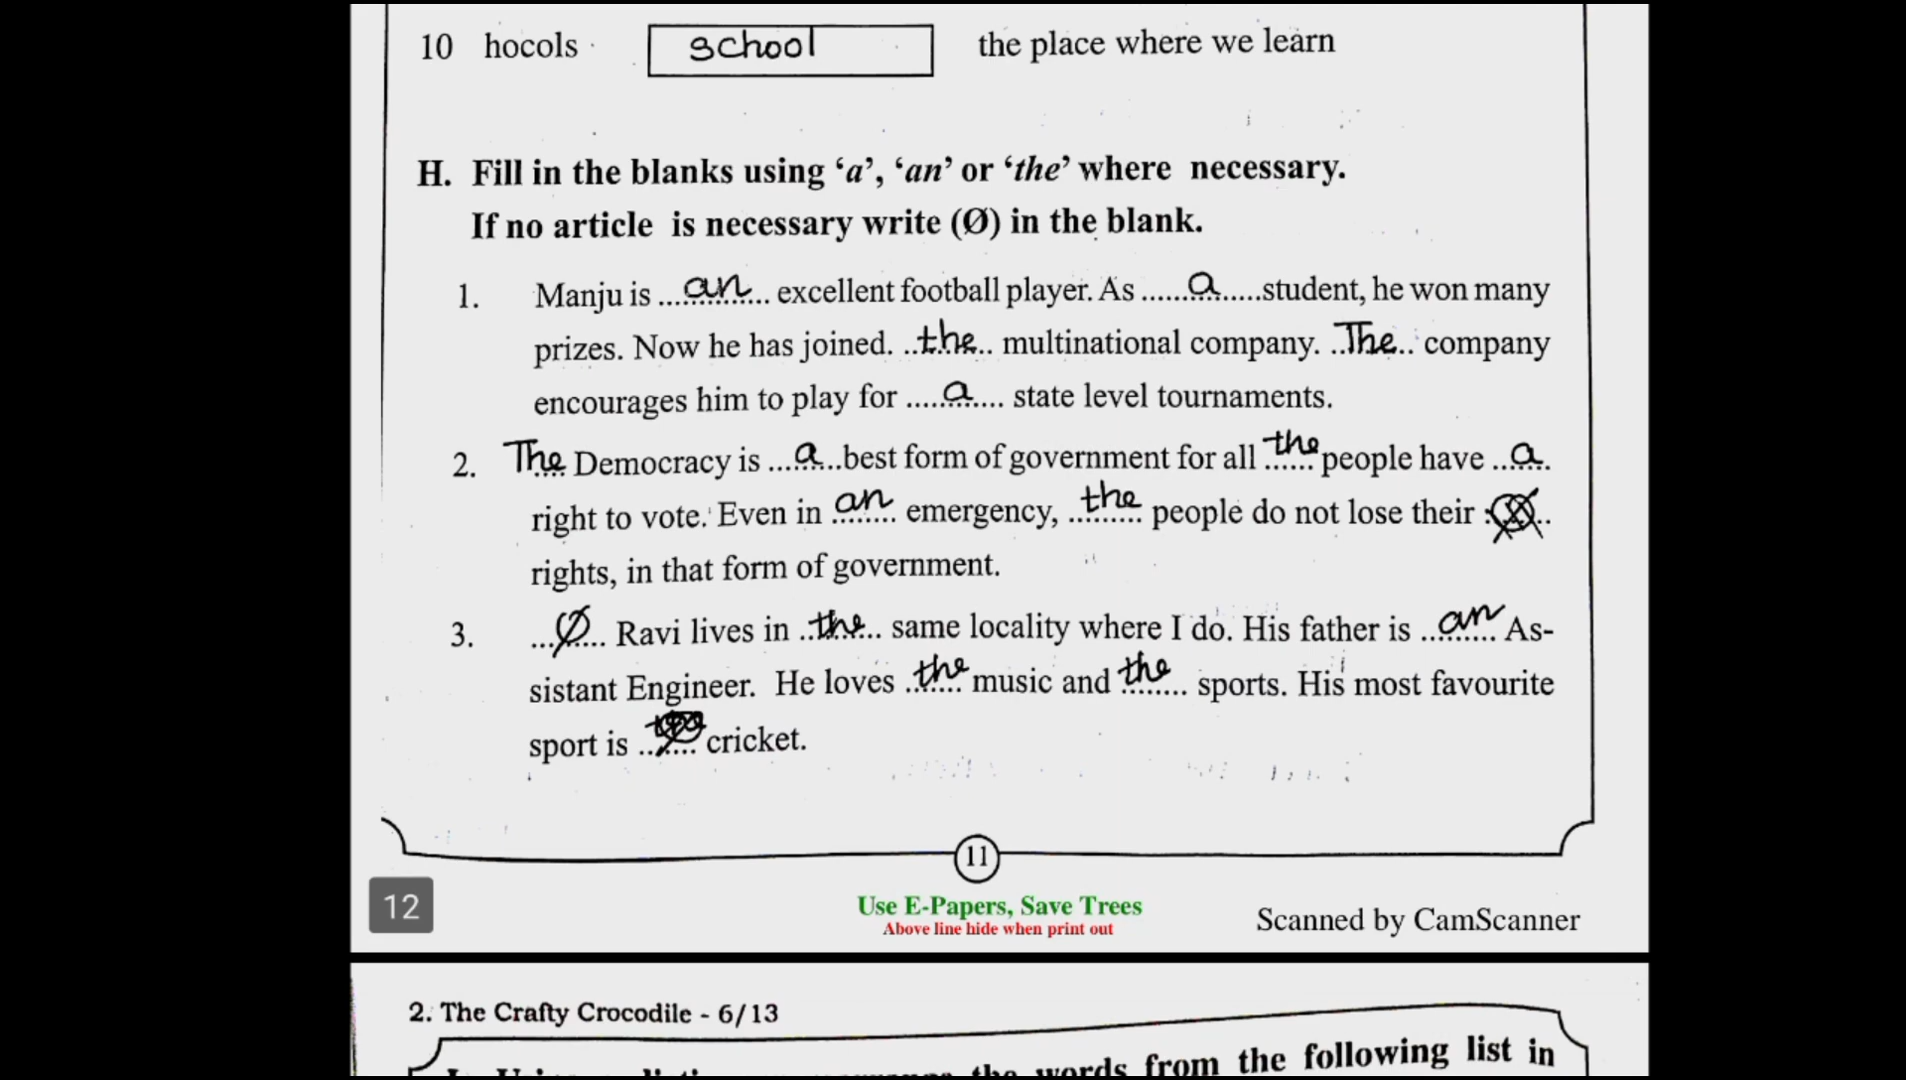 10 hocols school the place where we learn
H. Fill in the blanks using ‘a’, ‘an’ or ‘the’ where necessary.
If no article is necessary write (Ø) in the blank.
1. Manju is ...an... excellent football player. As ...a... student, he won many
prizes. Now he has joined. ...the... multinational company. ...The... company
encourages him to play for ...a... state level tournaments.
2. The Democracy is ...a... best form of government for all ...the... people have ...a...
right to vote. Even in ...an... emergency, ...the... people do not lose their
rights, in that form of government.
3. ...Ø... Ravi lives in ...the... same locality where I do. His father is ...an... As-
sistant Engineer. He loves ...the... music and ...the... sports. His most favourite
sport is ...... cricket.
11
12
Use E-Papers, Save Trees
Above line hide when print out
Scanned by CamScanner
2. The Crafty Crocodile - 6/13
the words from the following list in